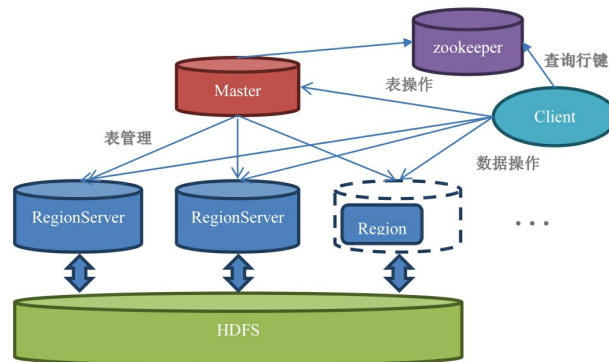 zookeeper
查询行键
Master
表操作
Client
表管理
数据操作
RegionServer
RegionServer
Region
...
HDFS